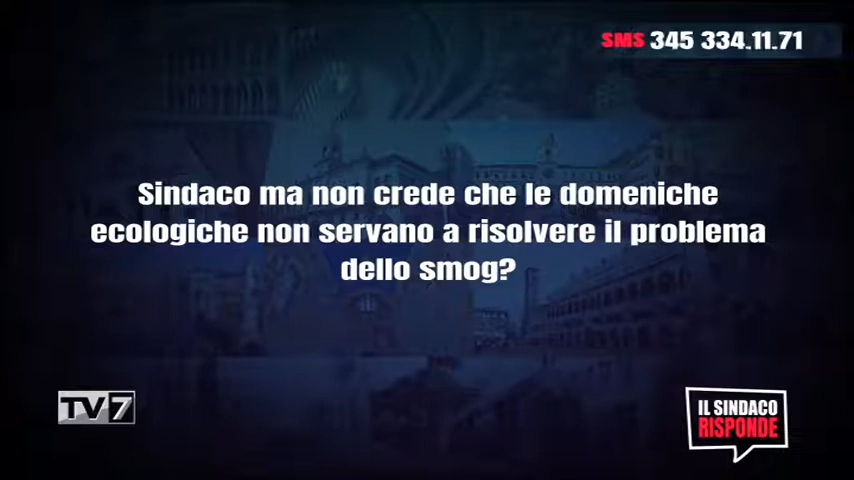 SMS 345 334.11.71
Sindaco ma non crede che le domeniche
ecologiche non servano a risolvere il problema
dello smog?
TV7
IL SINDACO
RISPONDE